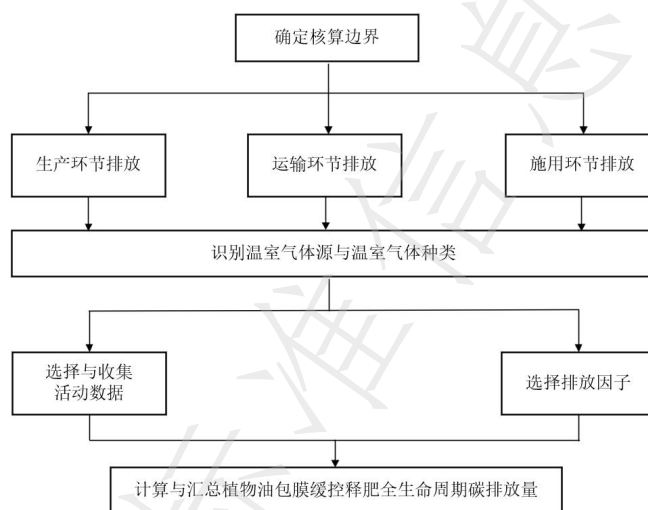 确定核算边界
生产环节排放
运输环节排放
施用环节排放
识别温室气体源与温室气体种类
选择与收集
活动数据
选择排放因子
计算与汇总植物油包膜缓控释肥全生命周期碳排放量
准信息